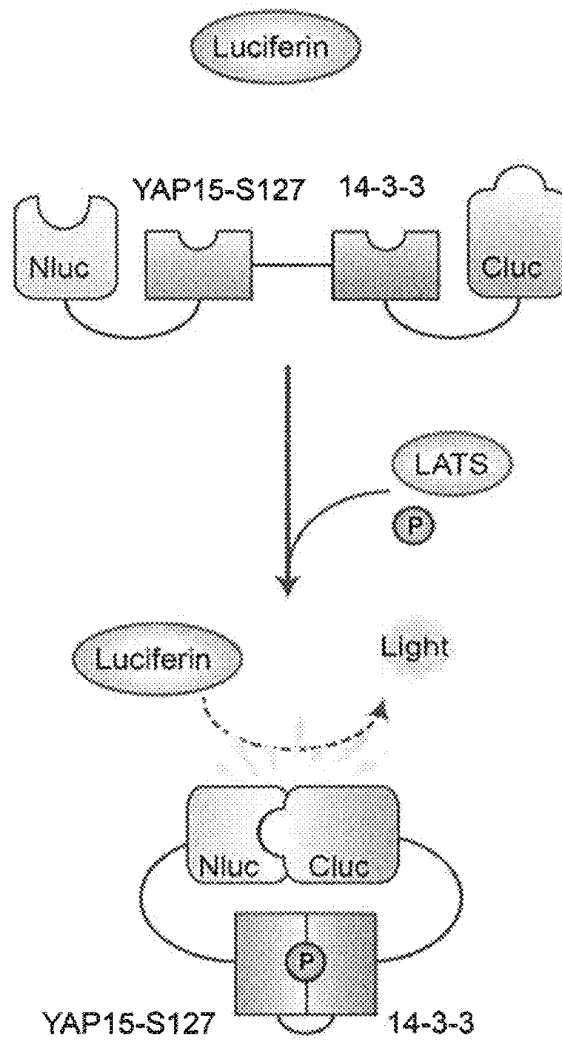 Luciferin
YAP15-S127 14-3-3
Nluc Cluc
LATS
P
Luciferin Light
Nluc Cluc
P
YAP15-S127 14-3-3